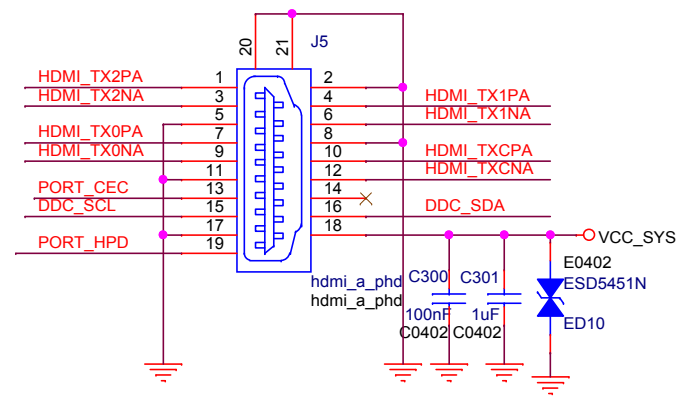 J5
20
21
HDMI_TX2PA
1
2
HDMI_TX2NA
3
4
HDMI_TX1PA
5
6
HDMI_TX1NA
HDMI_TX0PA
7
8
HDMI_TX0NA
9
10
HDMI_TXCPA
11
12
HDMI_TXCNA
PORT_CEC
13
14
DDC_SCL
15
16
DDC_SDA
17
18
VCC_SYS
PORT_HPD
19
hdmi_a_phd
hdmi_a_phd
C300
100nF
C0402
C301
1uF
C0402
E0402
ESD5451N
ED10